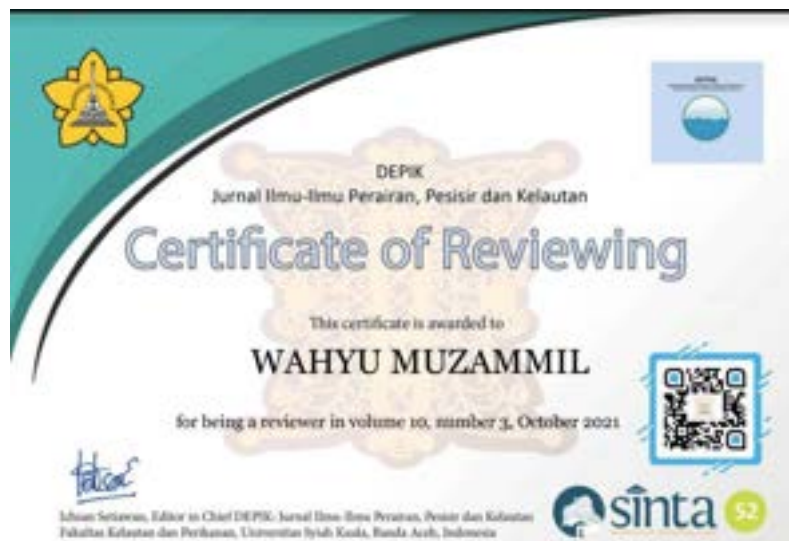 DEPIK
Jurnal Ilmu-Ilmu Perairan, Pesisir dan Kelautan
Certificate of Reviewing
This certificate is awarded to
WAHYU MUZAMMIL
for being a reviewer in volume 10, number 3, October 2021
Ichsan Setiawan, Editor in Chief DEPIK: Jurnal Ilmu-Ilmu Perairan, Pesisir dan Kelautan
Fakultas Kelautan dan Perikanan, Universitas Syiah Kuala, Banda Aceh, Indonesia
sinta S2